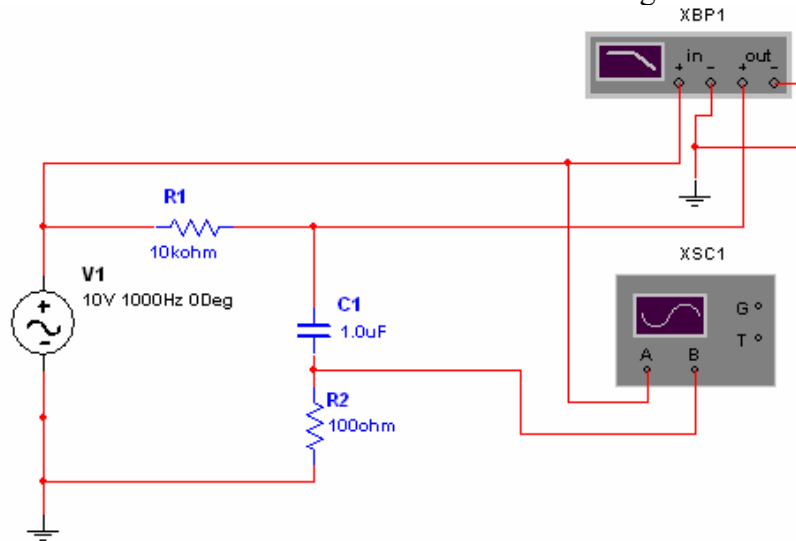 XBP1
in out
+ - + -
R1
10kohm
V1
10V 1000Hz 0Deg
+
-
C1
1.0uF
R2
100ohm
XSC1
G
T
A B